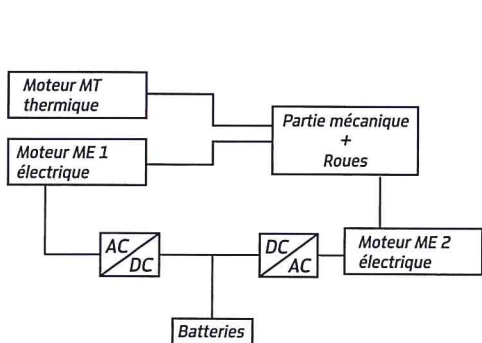 Moteur MT
thermique
Partie mécanique
+
Roues
Moteur ME 1
électrique
AC
DC
DC
AC
Moteur ME 2
électrique
Batteries